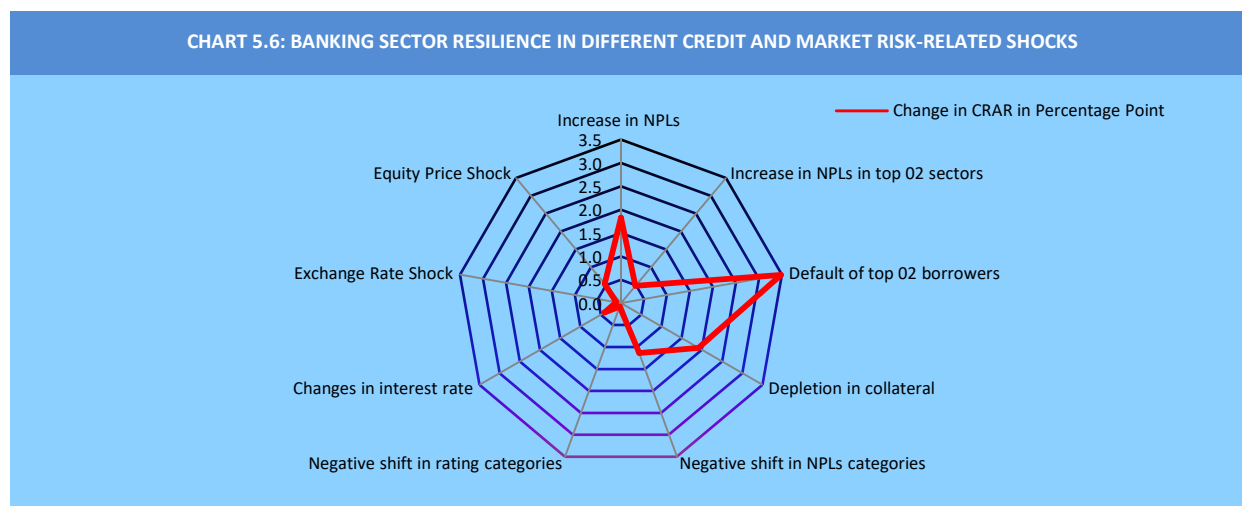 CHART 5.6: BANKING SECTOR RESILIENCE IN DIFFERENT CREDIT AND MARKET RISK-RELATED SHOCKS
Change in CRAR in Percentage Point
Increase in NPLs
3.5
3.0
2.5
2.0
1.5
1.0
0.5
0.0
Increase in NPLs in top 02 sectors
Default of top 02 borrowers
Depletion in collateral
Negative shift in NPLs categories
Negative shift in rating categories
Changes in interest rate
Exchange Rate Shock
Equity Price Shock